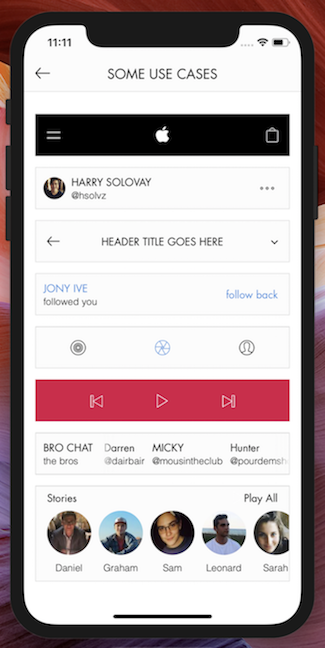 11:11
SOME USE CASES
HARRY SOLOVAY
@hsolvz
HEADER TITLE GOES HERE
JONY IVE
followed you
follow back
BRO CHAT Darren MICKY Hunter
the bros @dairbair @mousintheclub @pourdemsh
Stories Play All
Daniel Graham Sam Leonard Sarah